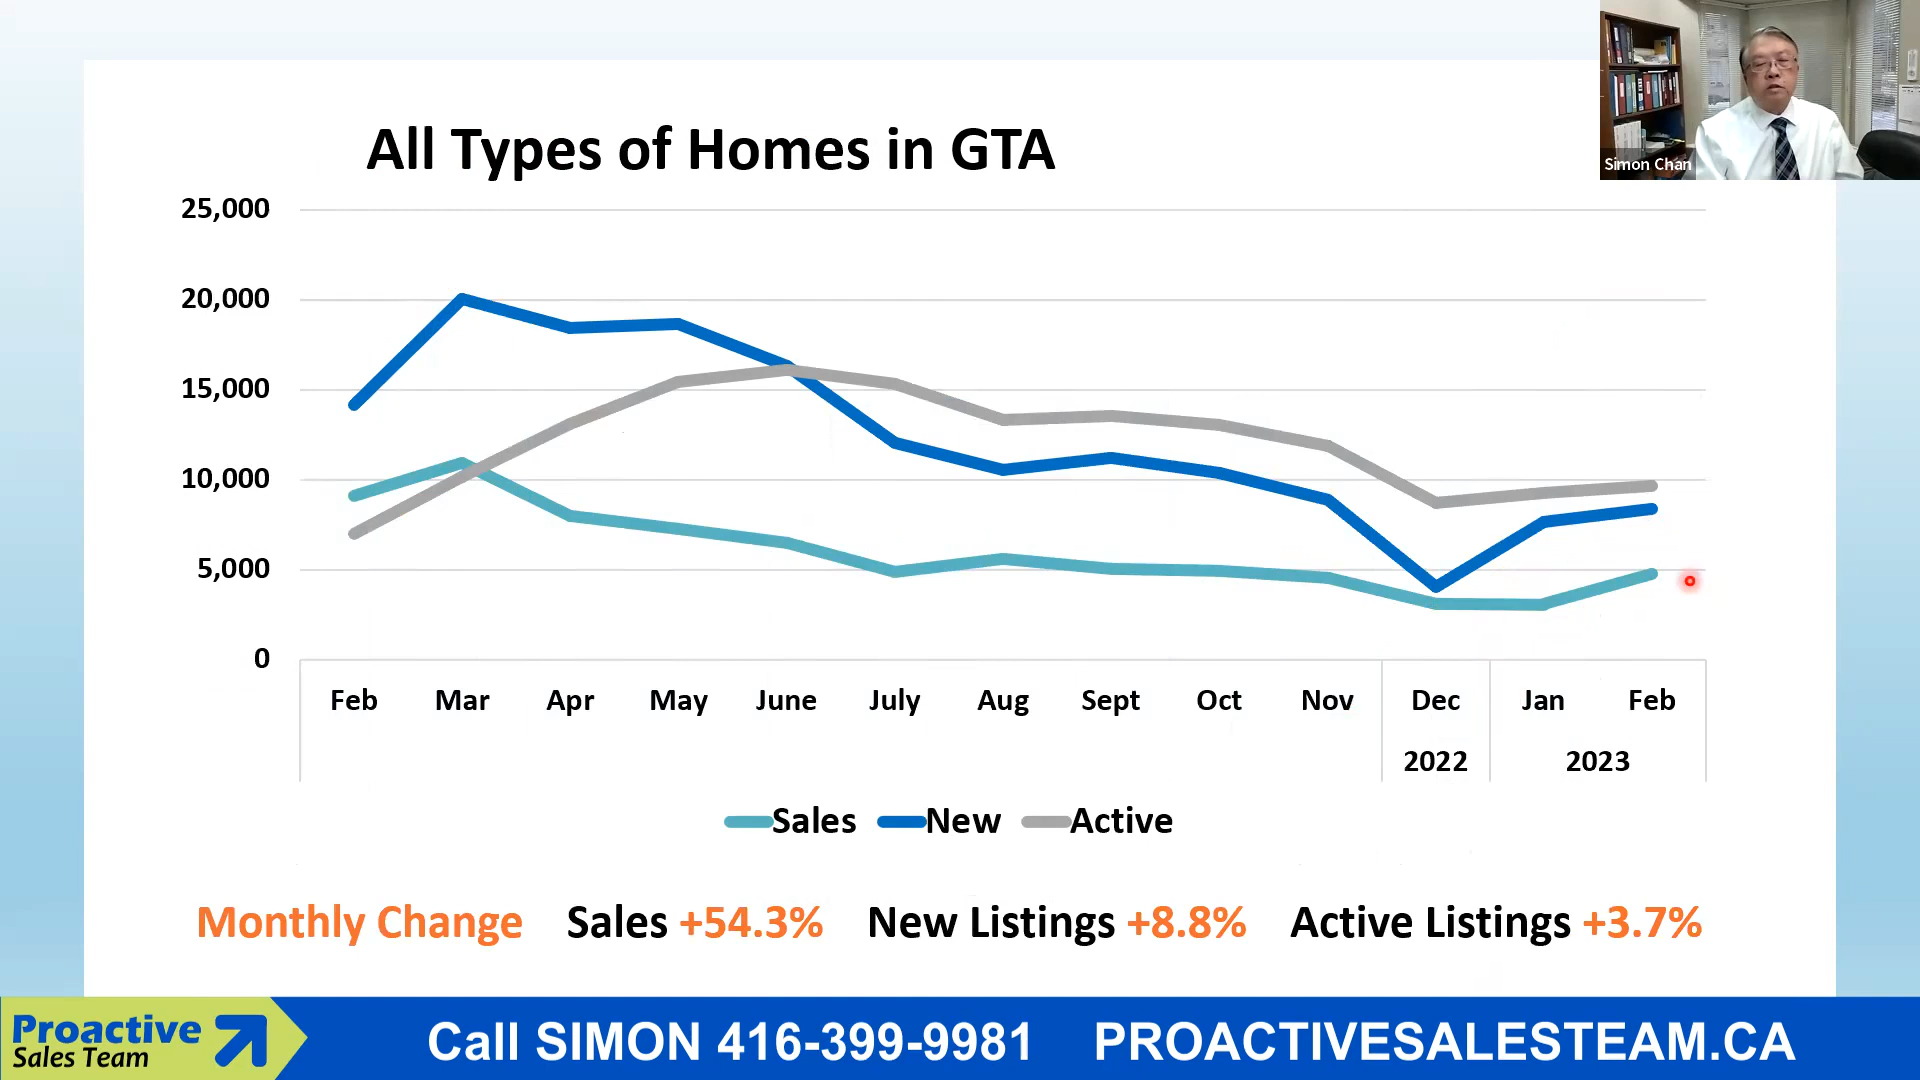 Simon Chan
All Types of Homes in GTA
25,000
20,000
15,000
10,000
5,000
0
Feb Mar Apr May June July Aug Sept Oct Nov Dec Jan Feb
2022 2023
Sales New Active
Monthly Change Sales +54.3% New Listings +8.8% Active Listings +3.7%
Proactive
Sales Team
Call SIMON 416-399-9981 PROACTIVESALESTEAM.CA